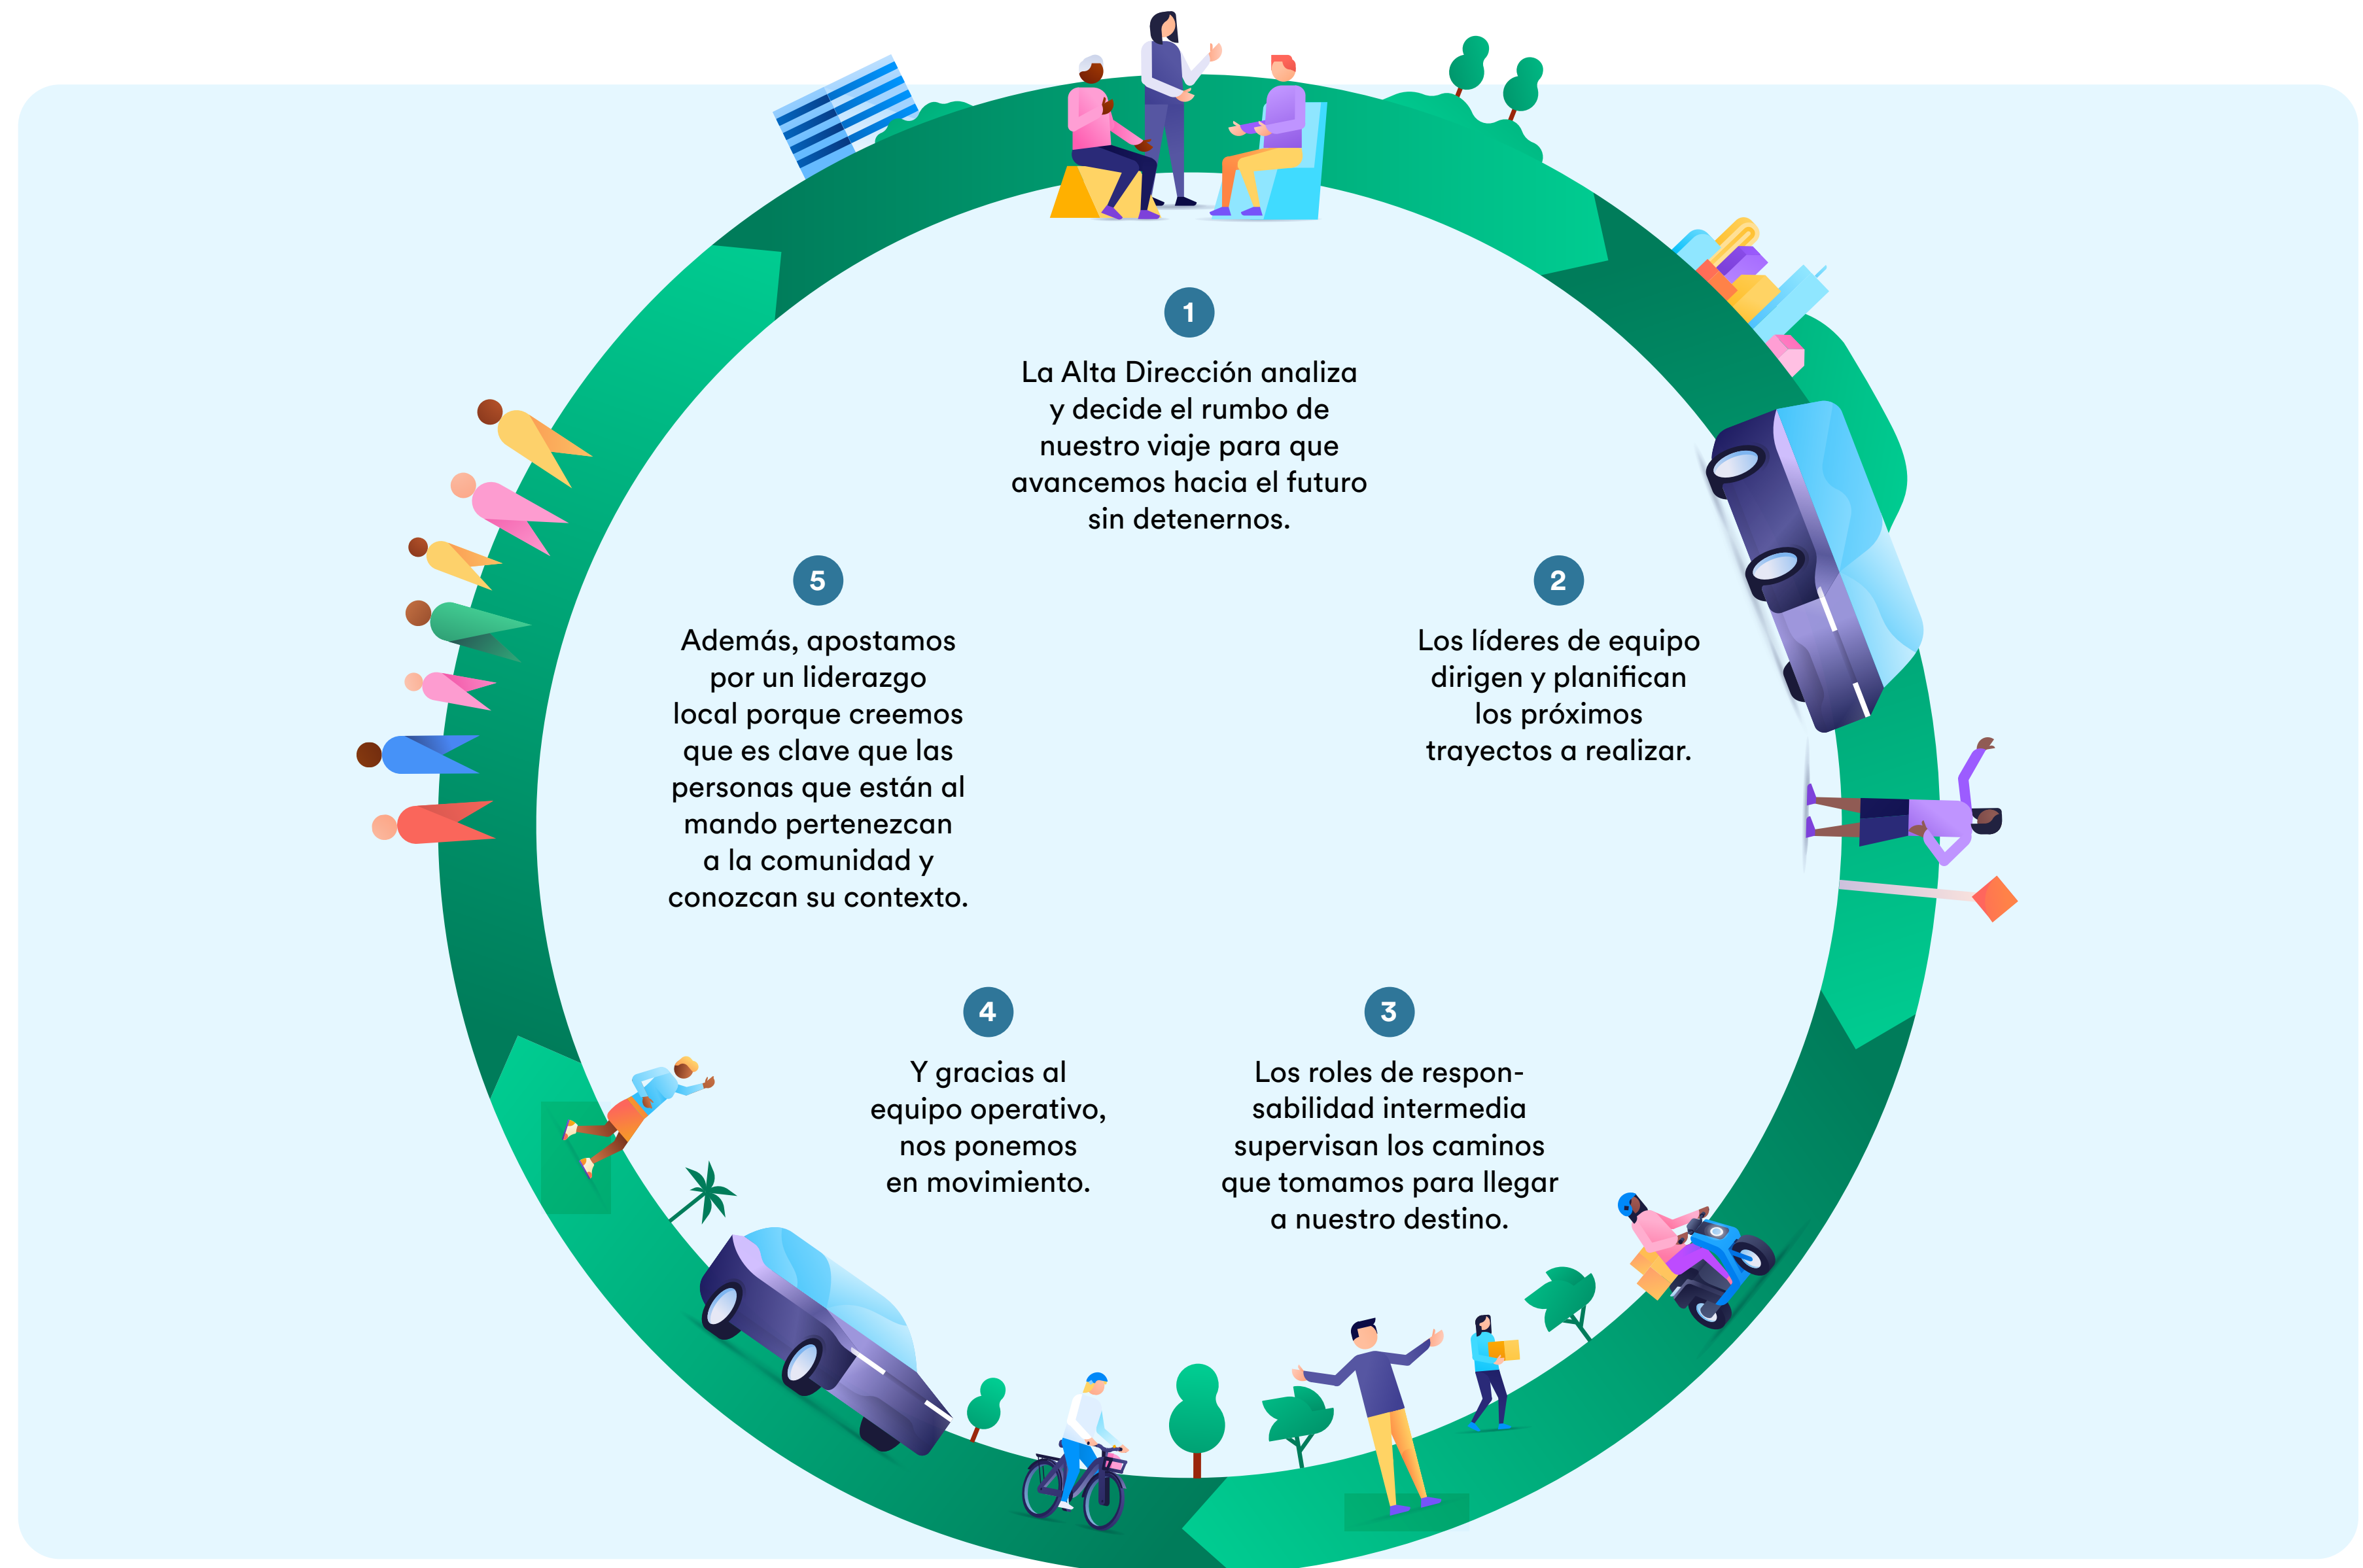 1
La Alta Dirección analiza
y decide el rumbo de
nuestro viaje para que
avancemos hacia el futuro
sin detenernos.
2
Los líderes de equipo
dirigen y planifican
los próximos
trayectos a realizar.
3
Los roles de respon-
sabilidad intermedia
supervisan los caminos
que tomamos para llegar
a nuestro destino.
4
Y gracias al
equipo operativo,
nos ponemos
en movimiento.
5
Además, apostamos
por un liderazgo
local porque creemos
que es clave que las
personas que están al
mando pertenezcan
a la comunidad y
conozcan su contexto.